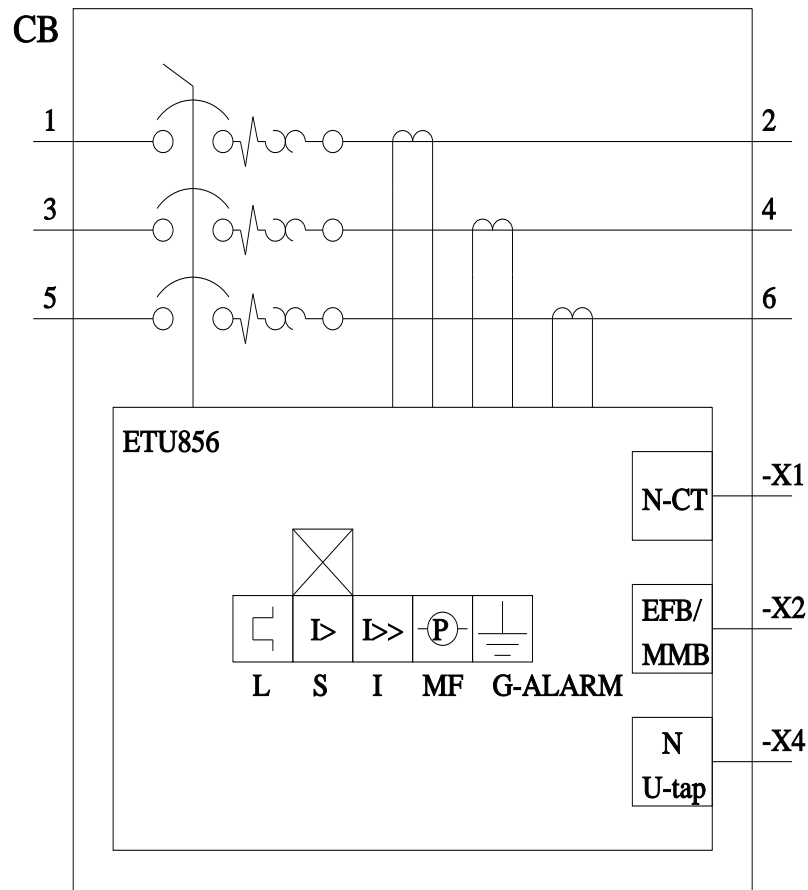 CB
1
2
3
4
5
6
ETU856
N-CT
-X1
EFB/
MMB
-X2
I>
I>>
P
L
S
I
MF
G-ALARM
N
U-tap
-X4